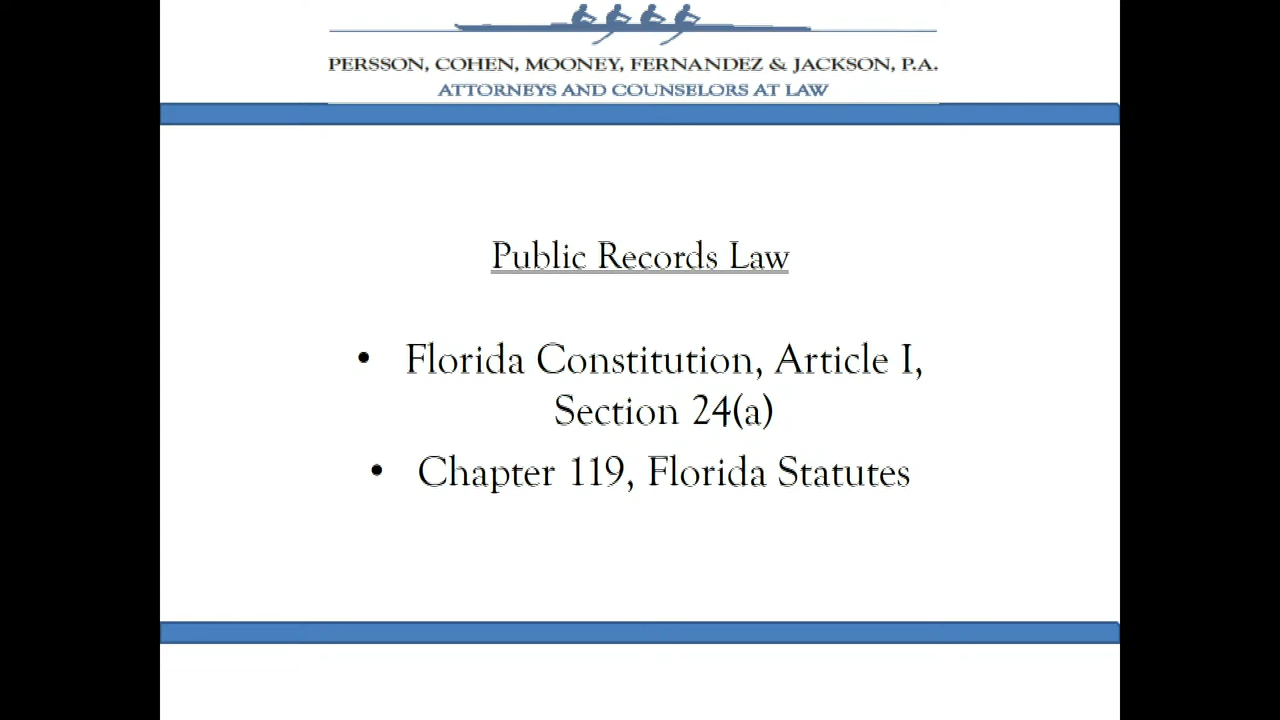 PERSSON, COHEN, MOONEY, FERNANDEZ & JACKSON, P.A.
ATTORNEYS AND COUNSELORS AT LAW
Public Records Law
• Florida Constitution, Article I,
Section 24(a)
• Chapter 119, Florida Statutes